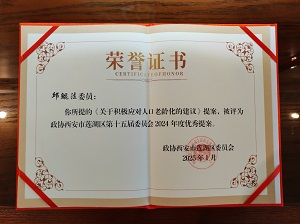 荣誉证书
CERTIFICATE OF HONOR
委员：
你所提的《关于积极应对人口老龄化的建议》提案，被评为
政协西安市莲湖区第十五届委员会2024年度优秀提案。
政协西安市莲湖区委员会
2025年1月